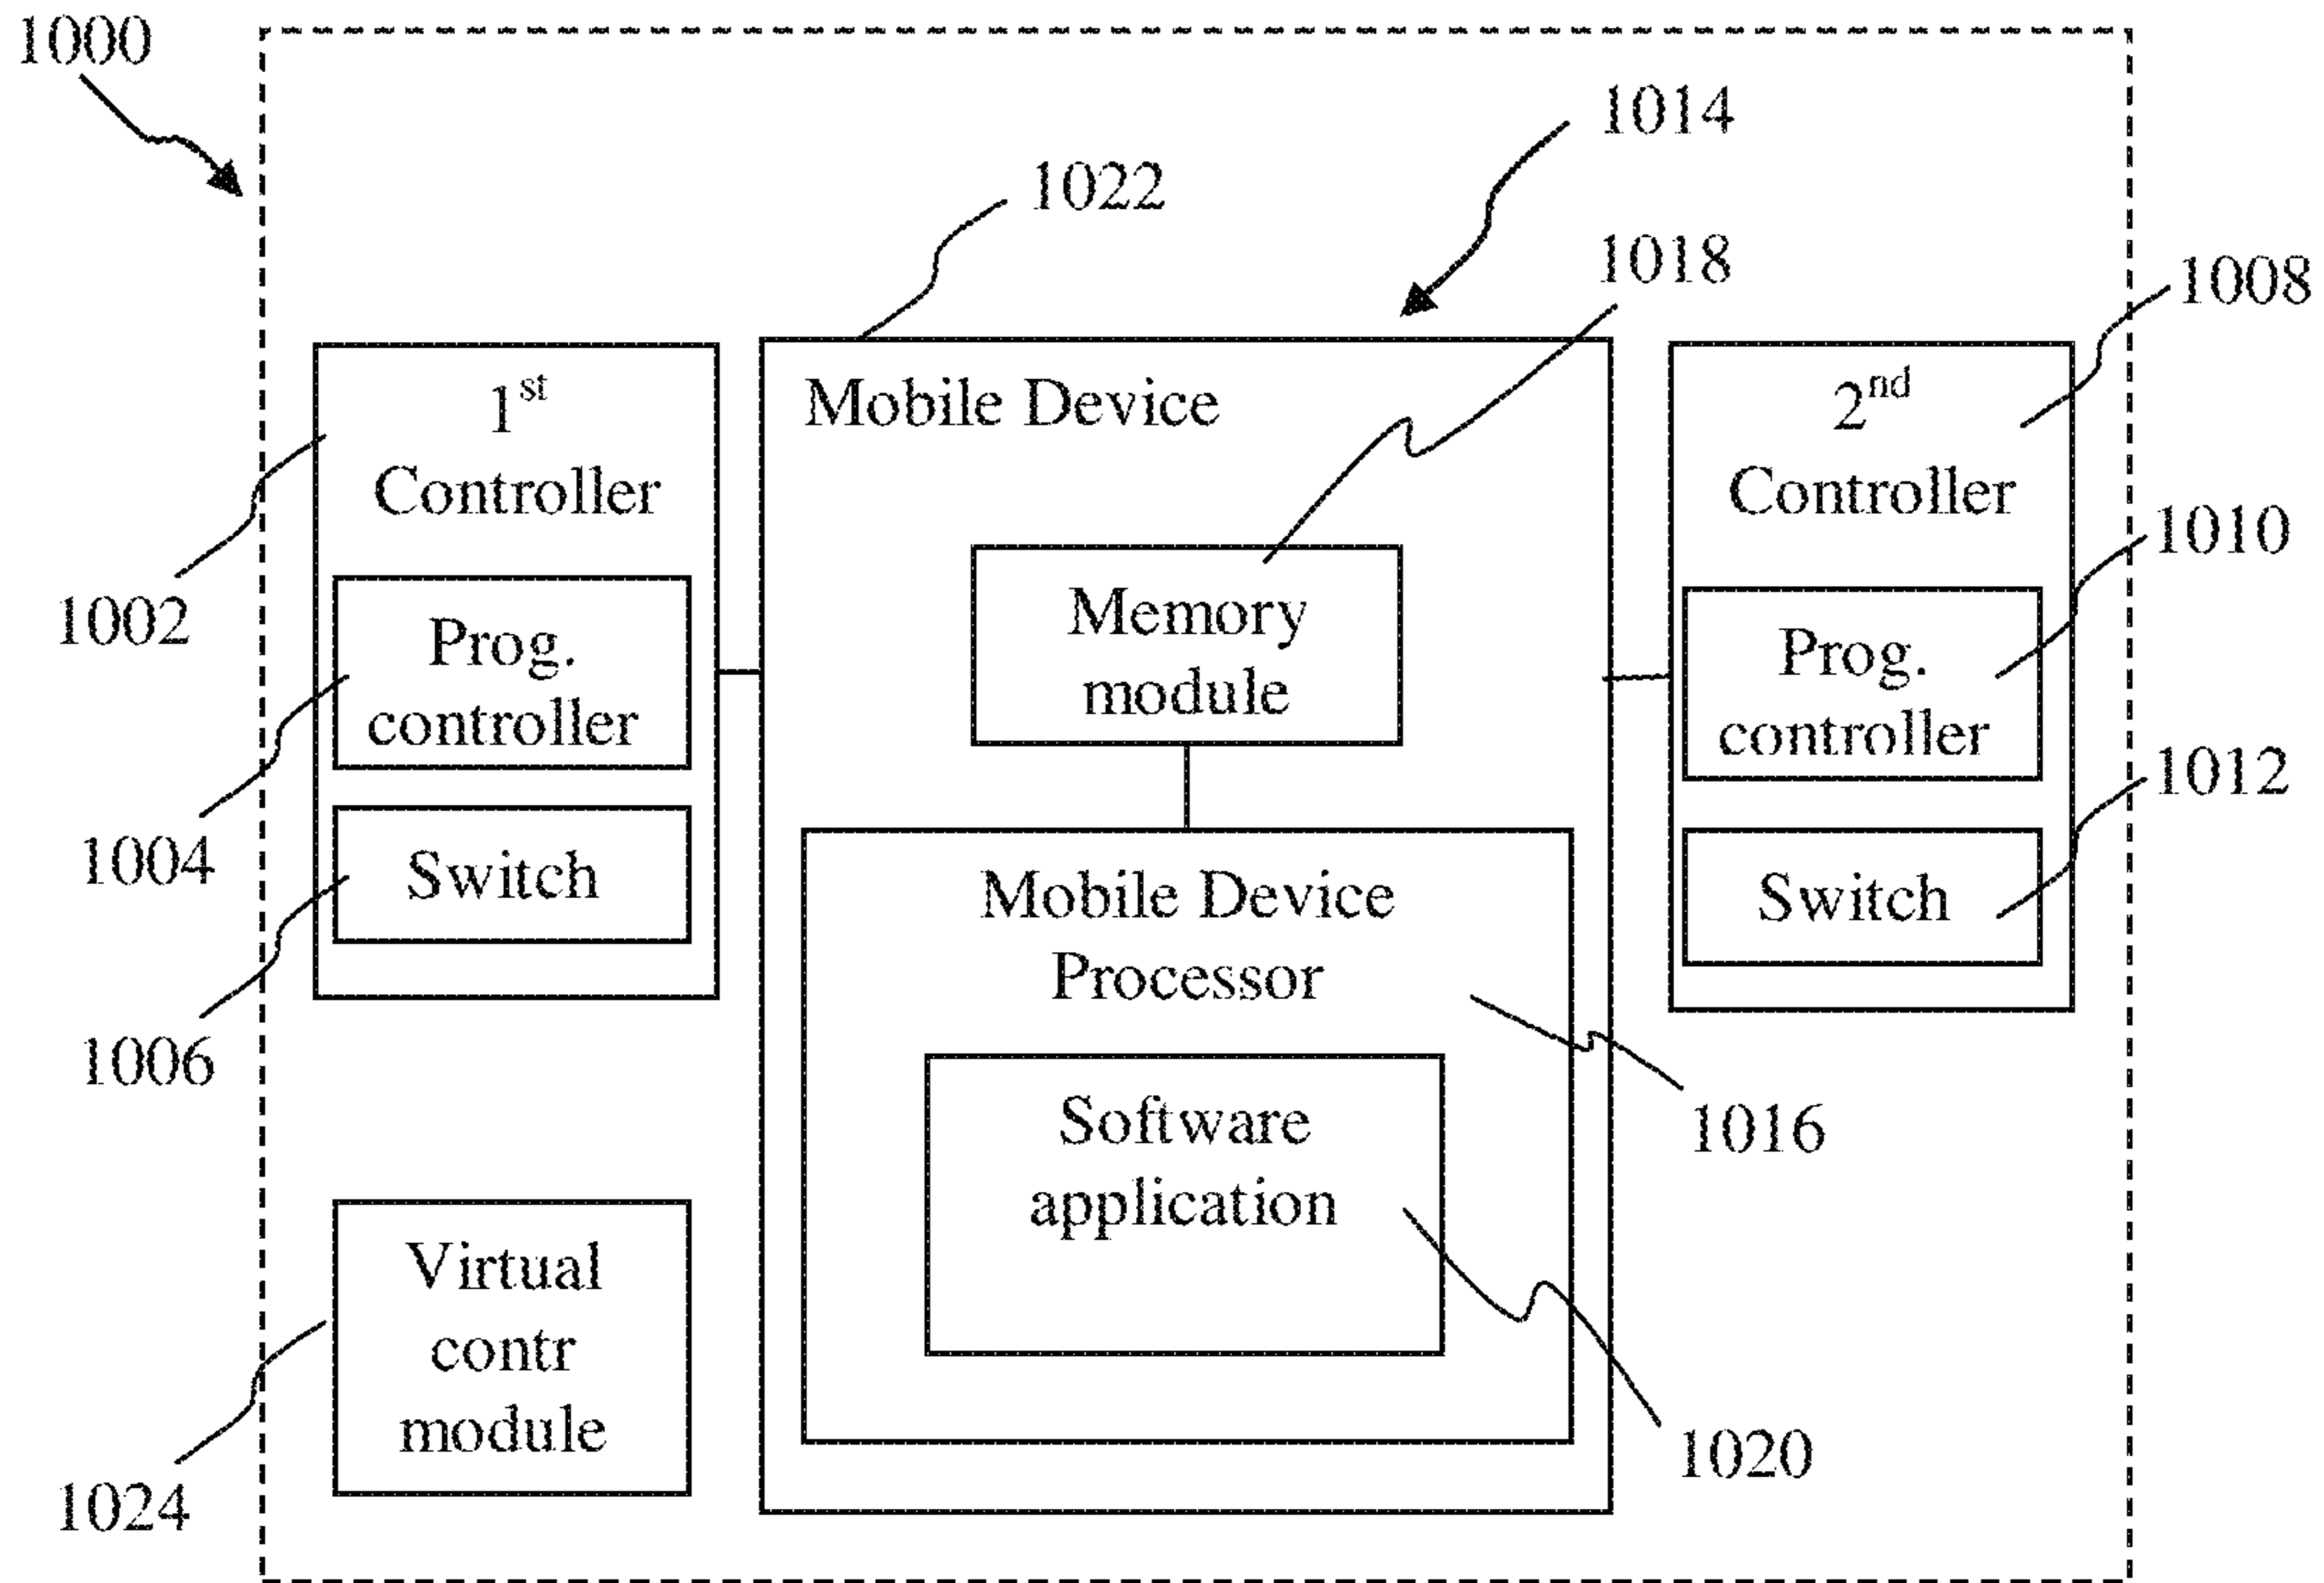 1000
1014
1022
1018
1008
1st
Controller
Mobile Device
2nd
Controller
1010
1002
Prog.
controller
Memory
module
Prog.
controller
1012
1004
Switch
Mobile Device
Processor
Switch
1006
Software
application
1016
Virtual
contr
module
1020
1024